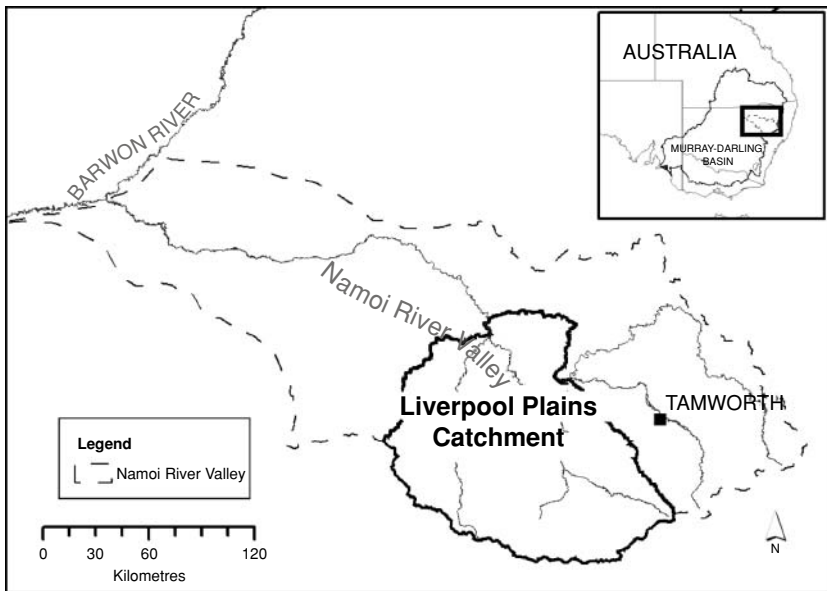 AUSTRALIA
MURRAY-DARLING
BASIN
BARWON RIVER
Namoi River Valley
Liverpool Plains
Catchment
TAMWORTH
Legend
Namoi River Valley
0 30 60 120
Kilometres
N